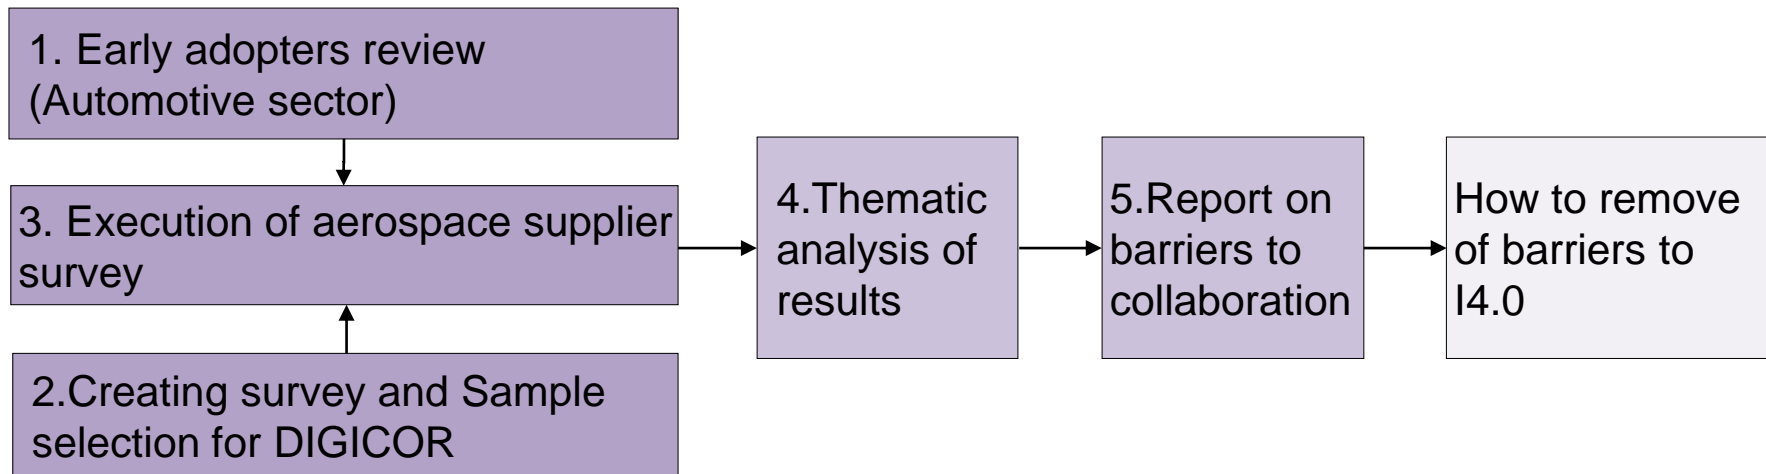 1. Early adopters review
(Automotive sector)
3. Execution of aerospace supplier
survey
2.Creating survey and Sample
selection for DIGICOR
4.Thematic
analysis of
results
5.Report on
barriers to
collaboration
How to remove
of barriers to
I4.0